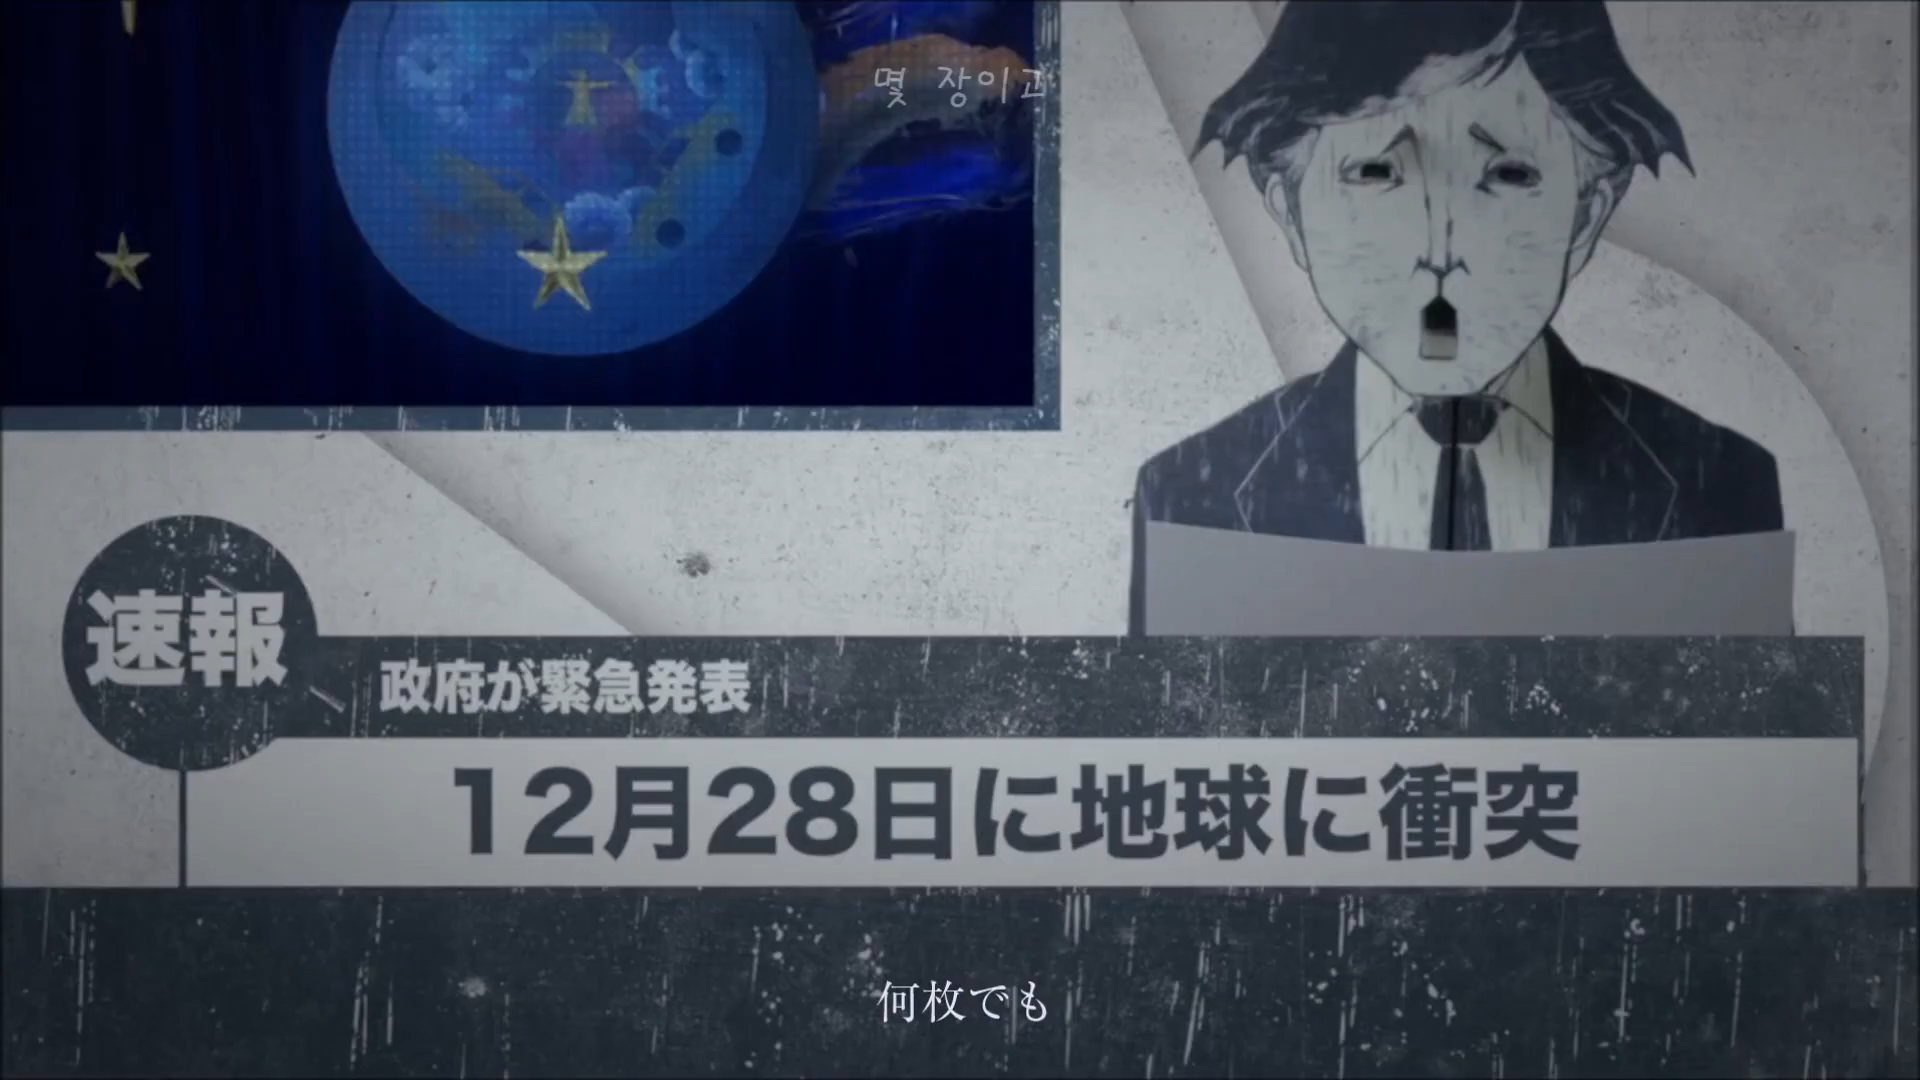 몇 장이고
速報
政府が緊急発表
12月28日に地球に衝突
何枚でも